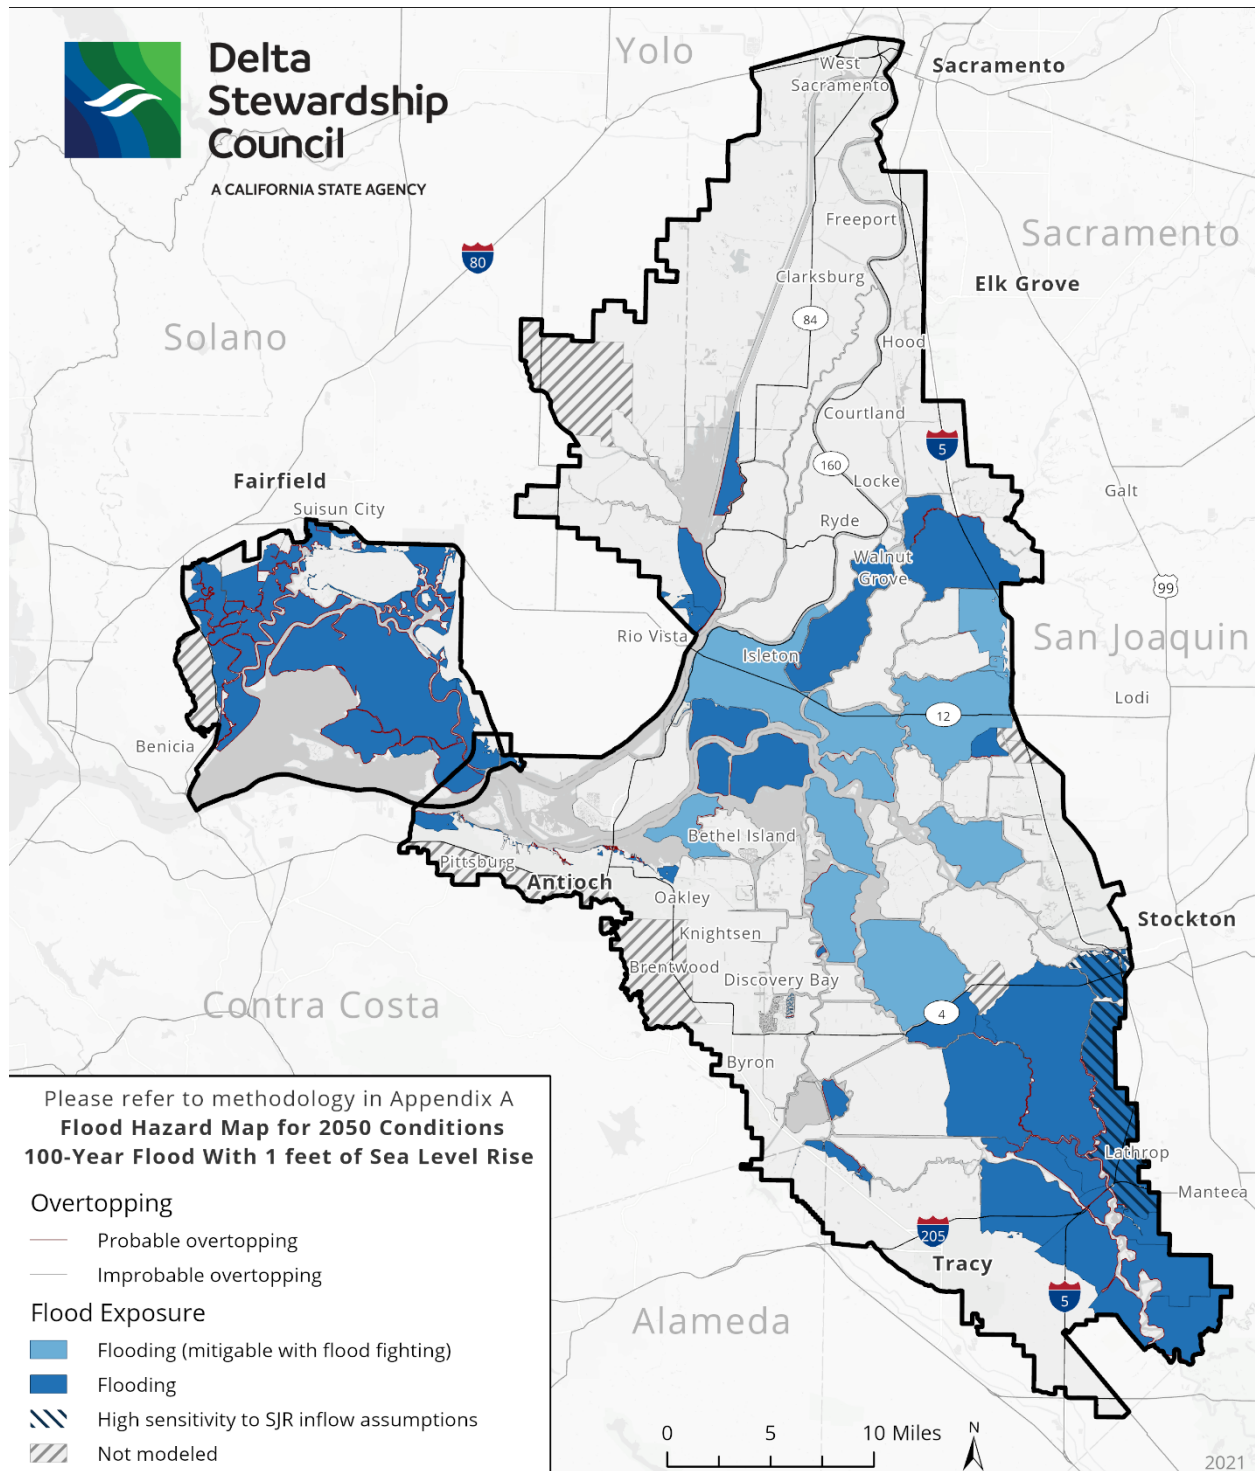 Delta
Stewardship
Council
A CALIFORNIA STATE AGENCY
Yolo
West
Sacramento
Sacramento
Freeport
Sacramento
80
Clarksburg
Elk Grove
84
Solano
Hood
Courtland
5
160
Locke
Fairfield
Suisun City
Galt
Ryde
Walnut
Grove
99
Rio Vista
San Joaquin
Isleton
Lodi
12
Benicia
Bethel Island
Pittsburg
Antioch
Oakley
Stockton
Knightsen
Brentwood
Discovery Bay
Contra Costa
4
Byron
Lathrop
Manteca
205
Tracy
5
Alameda
Please refer to methodology in Appendix A
Flood Hazard Map for 2050 Conditions
100-Year Flood With 1 feet of Sea Level Rise
Overtopping
Probable overtopping
Improbable overtopping
Flood Exposure
Flooding (mitigable with flood fighting)
Flooding
High sensitivity to SJR inflow assumptions
Not modeled
0 5 10 Miles
N
2021